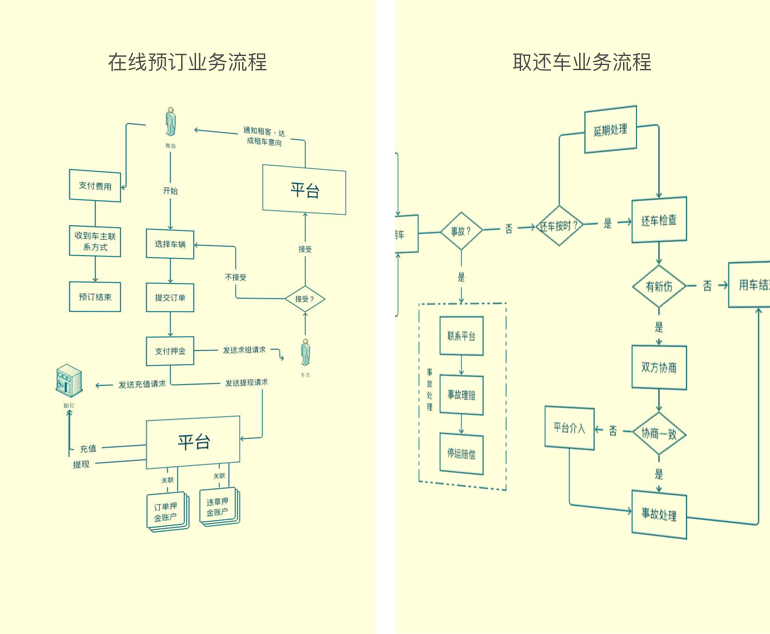 在线预订业务流程
租客
通知租客，达
成租车意向
支付费用
开始
平台
收到车主联
系方式
选择车辆
接受
不接受
预订结束
提交订单
接受？
支付押金
发送求组请求
车主
发送充值请求
发送提现请求
银行
充值
平台
提现
关联
关联
订单押
金账户
违章押
金账户
取还车业务流程
延期处理
用车
事故？
否
还车按时？
是
还车检查
是
有新伤
否
用车结
是
联系平台
双方协商
事故处理
事故理赔
平台介入
否
协商一致
停运赔偿
是
事故处理